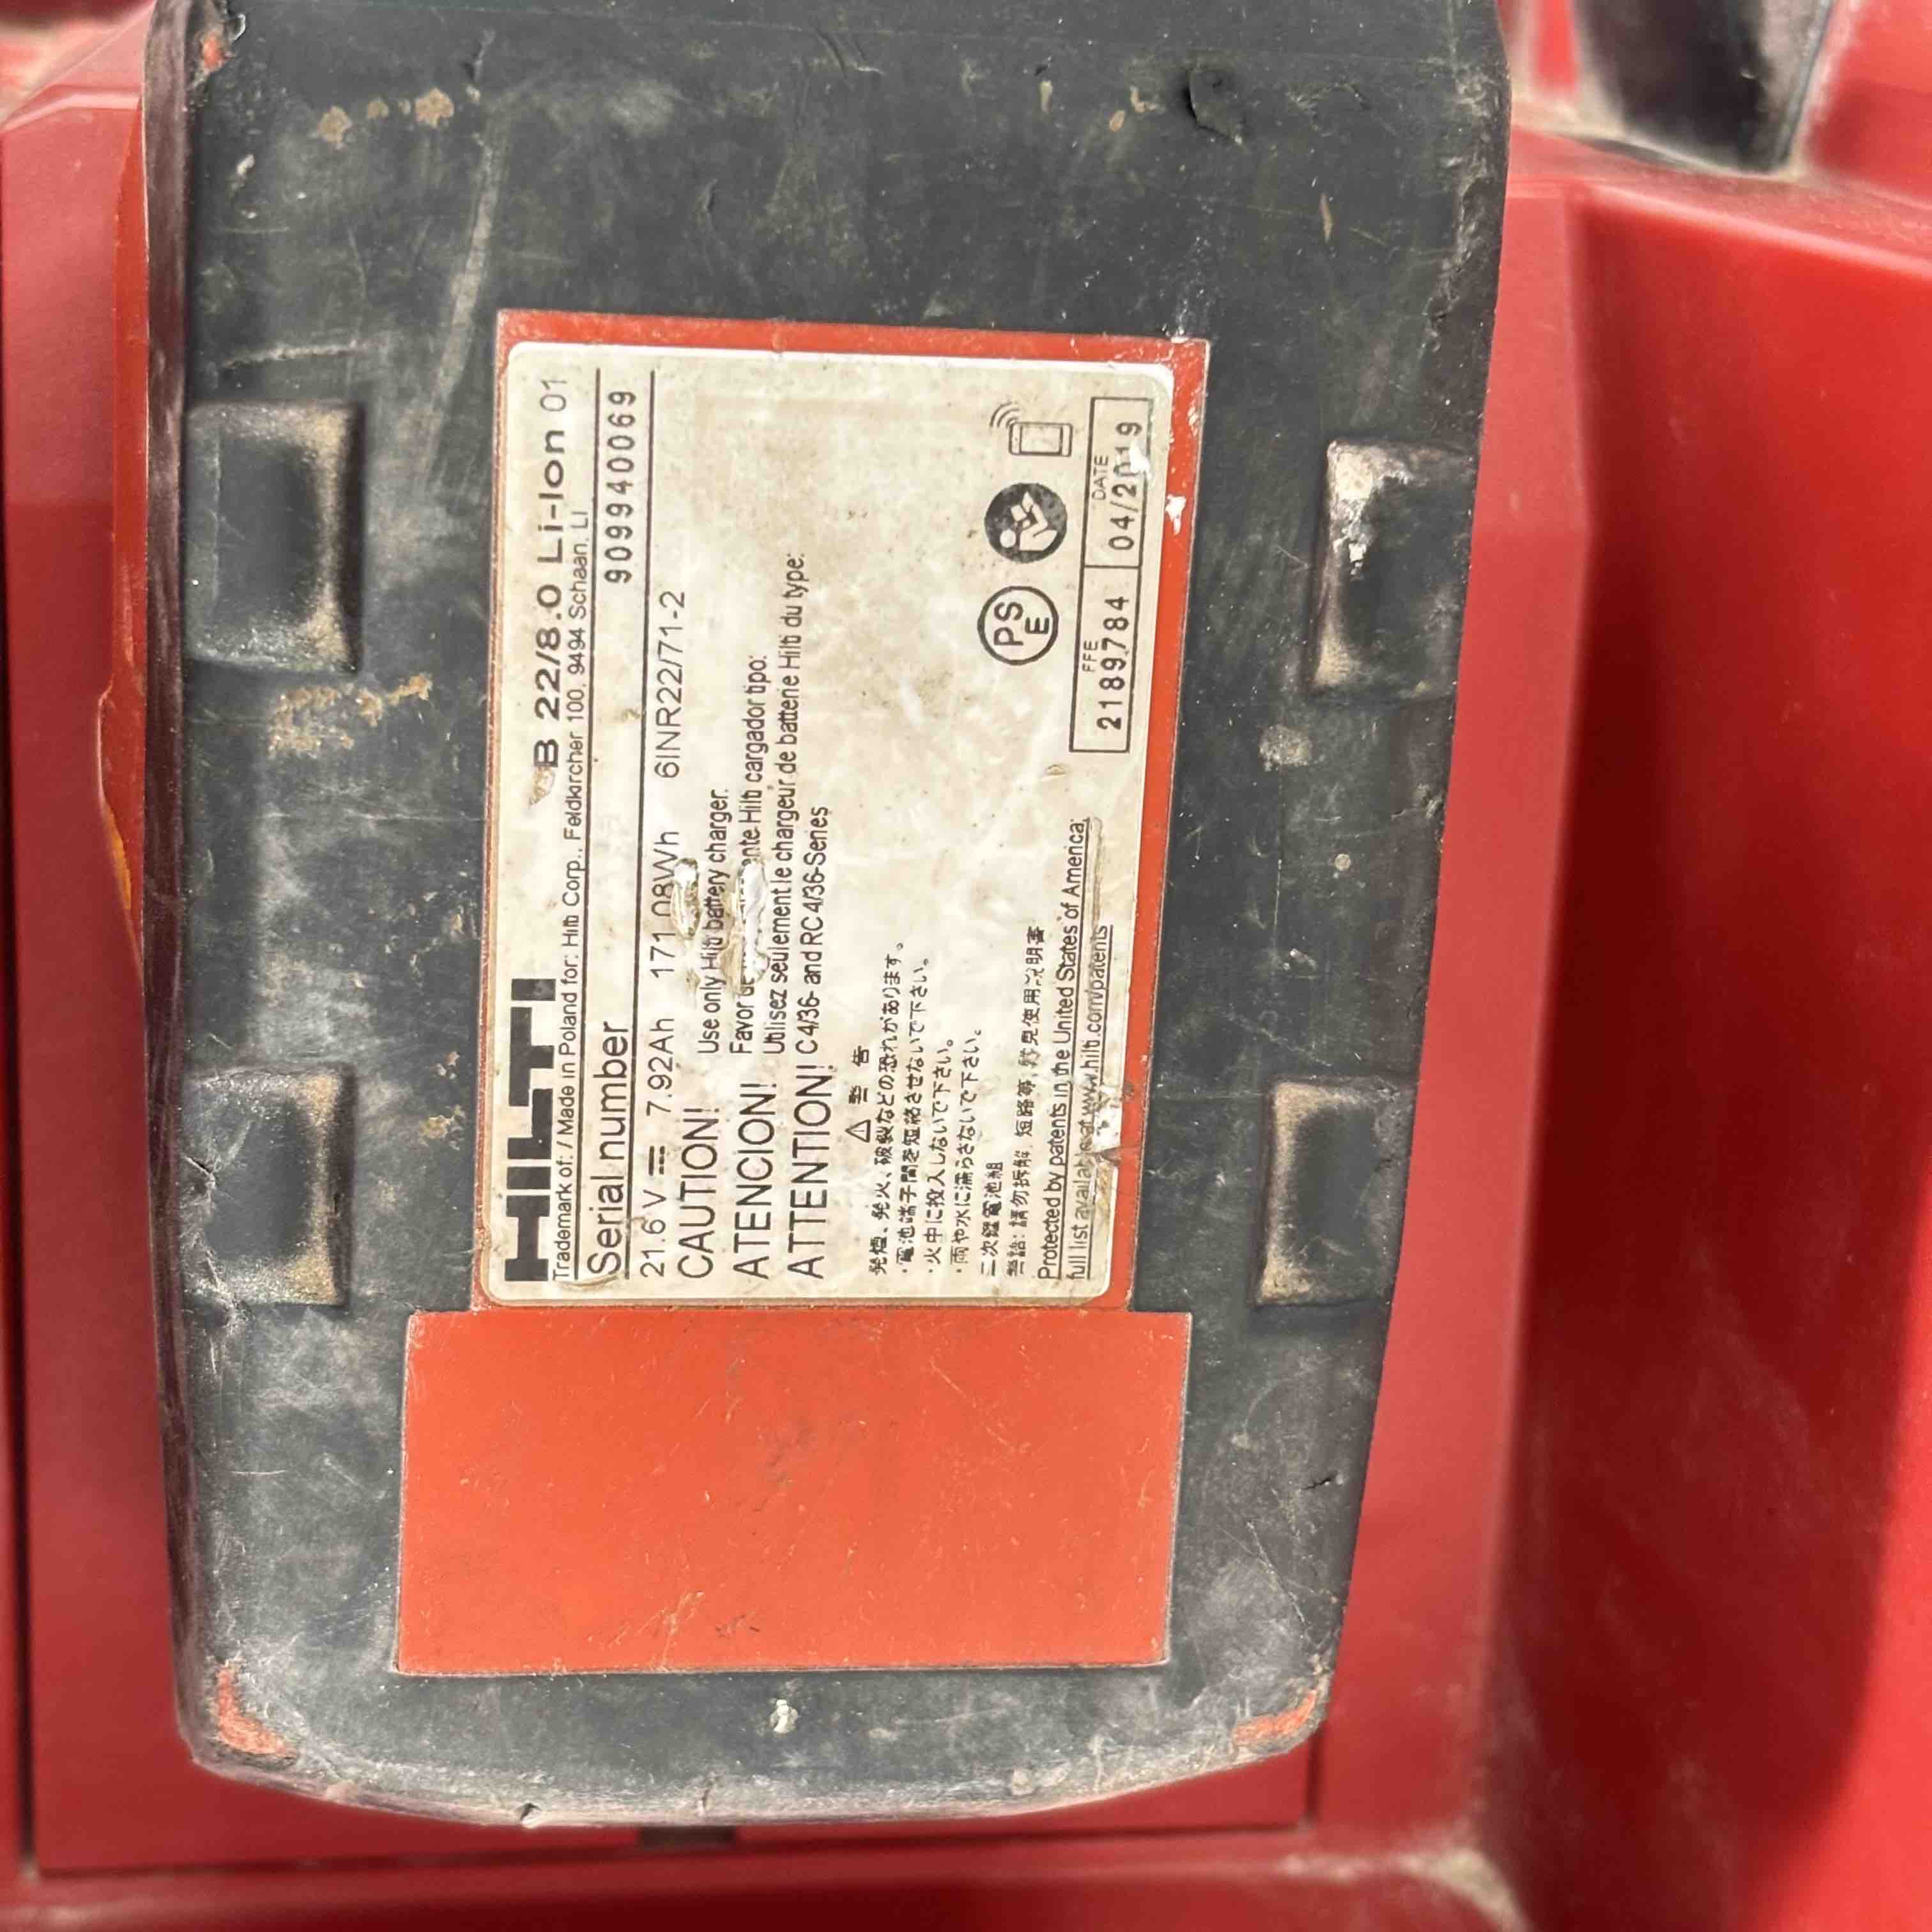 HILTI B 22/8.0 Li-Ion 01
Trademark of: / Made in Poland for: Hilti Corp., Feldkircher 100, 9494 Schaan, LI
Serial number 909940069
21.6 V 7.92Ah 171.08Wh 6INR22/71-2
CAUTION! Use only Hilti battery charger.
ATENCION! Favor Hilti cargador tipo:
ATTENTION! Utilisez seulement le chargeur de batterie Hilti du type:
C 4/36- and RC 4/36-Series
警 告
発煙、発火、破裂などの恐れがあります。
・電池端子間を短絡させないで下さい。
・火中に投入しないで下さい。
・雨や水に濡らさないで下さい。
二次鋰電池組
警語: 請勿拆解, 短路等, 詳見使用説明書
Protected by patents in the United States of America;
full list available at www.hilti.com/patents
PSE
FFE DATE
2189784 04/2019